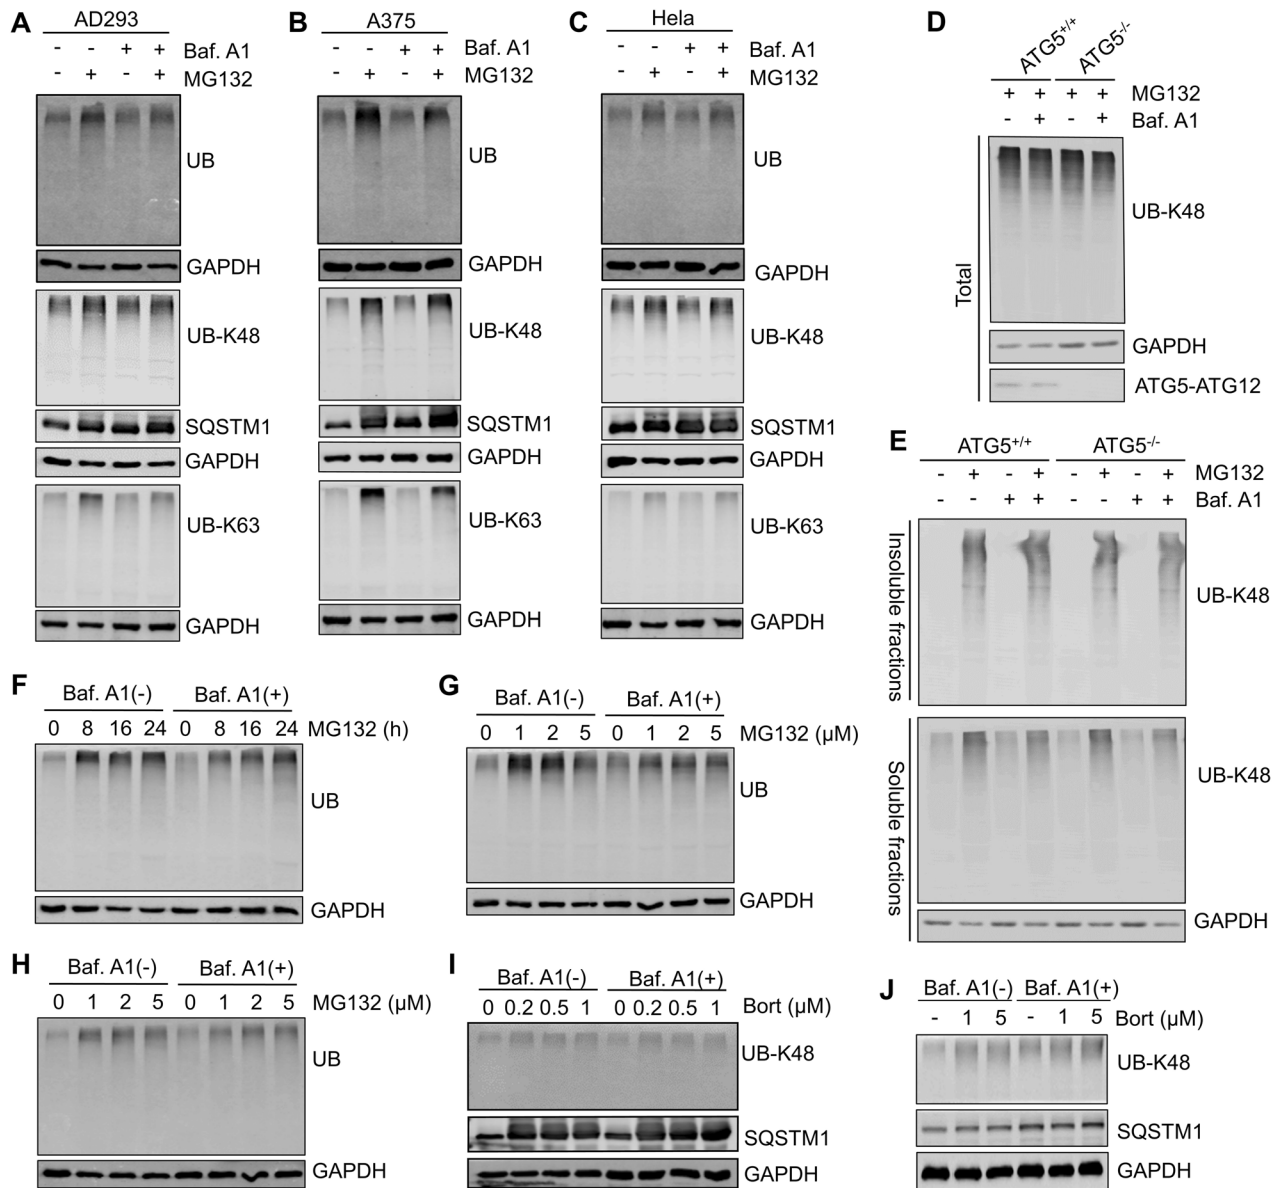 A
AD293
- - + + Baf. A1
- + - + MG132
UB
GAPDH
UB-K48
SQSTM1
GAPDH
UB-K63
GAPDH
B
A375
- - + + Baf. A1
- + - + MG132
UB
GAPDH
UB-K48
SQSTM1
GAPDH
UB-K63
GAPDH
C
Hela
- - + + Baf. A1
- + - + MG132
UB
GAPDH
UB-K48
SQSTM1
GAPDH
UB-K63
GAPDH
D
ATG5+/+ ATG5-/-
+ + + + MG132
- + - + Baf. A1
Total
UB-K48
GAPDH
ATG5-ATG12
E
ATG5+/+ ATG5-/-
- + - + - + - + MG132
- - + + - - + + Baf. A1
Insoluble fractions
UB-K48
Soluble fractions
UB-K48
GAPDH
F
Baf. A1(-) Baf. A1(+)
0 8 16 24 0 8 16 24 MG132 (h)
UB
GAPDH
G
Baf. A1(-) Baf. A1(+)
0 1 2 5 0 1 2 5 MG132 (µM)
UB
GAPDH
H
Baf. A1(-) Baf. A1(+)
0 1 2 5 0 1 2 5 MG132 (µM)
UB
GAPDH
I
Baf. A1(-) Baf. A1(+)
0 0.2 0.5 1 0 0.2 0.5 1 Bort (µM)
UB-K48
SQSTM1
GAPDH
J
Baf. A1(-) Baf. A1(+)
- 1 5 - 1 5 Bort (µM)
UB-K48
SQSTM1
GAPDH